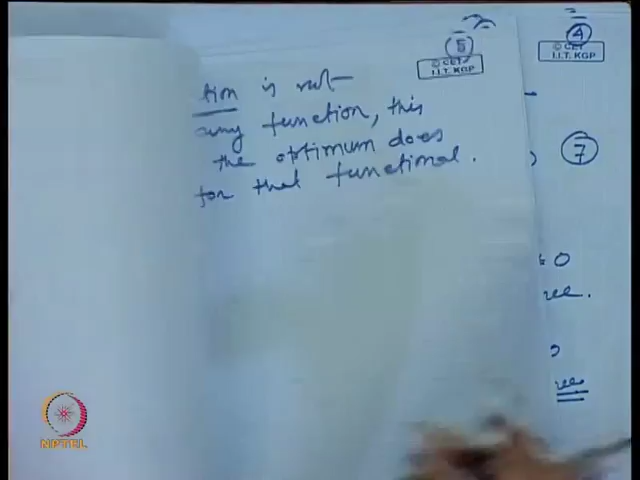 5
© CET
I.I.T. KGP
tion is not
any function, this
the optimum does
for that functional.
4
© CET
I.I.T. KGP
7
= 0
NPTEL